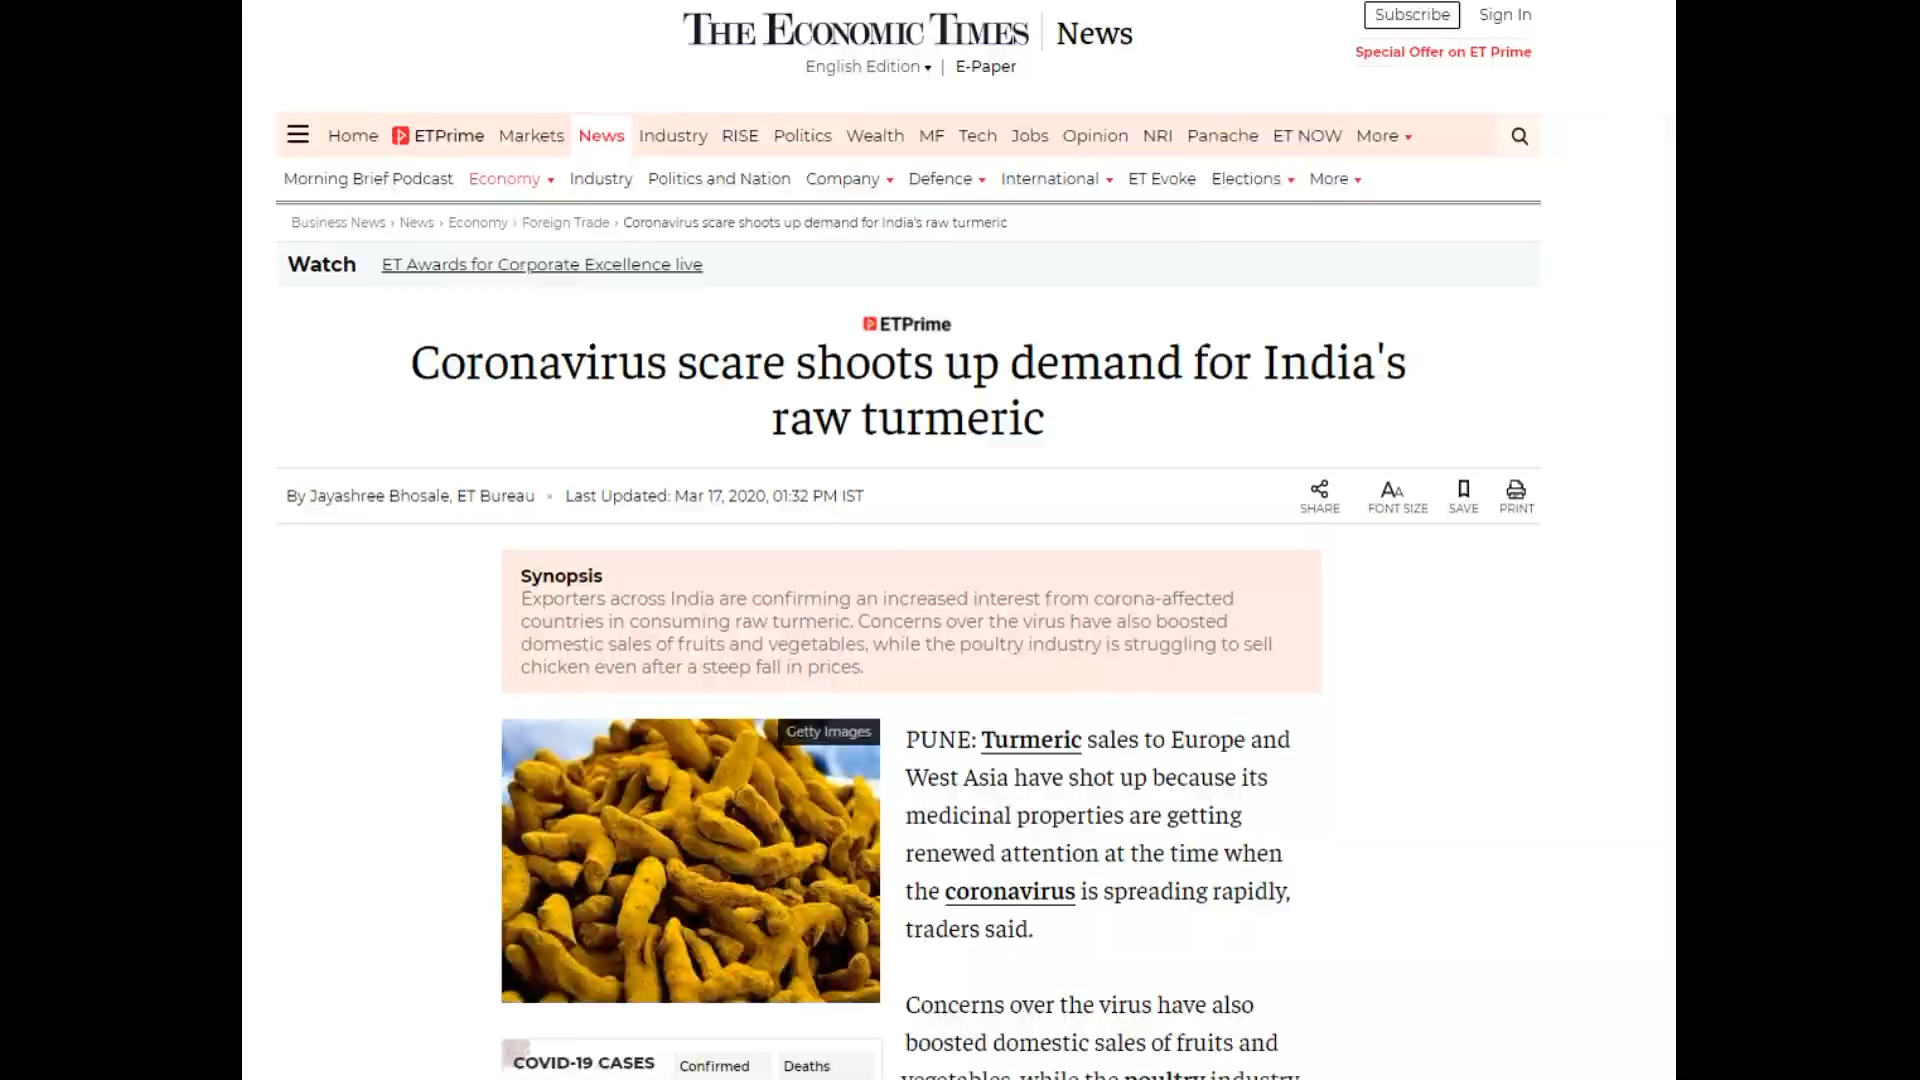 THE ECONOMIC TIMES News
Subscribe Sign In
English Edition ▾ | E-Paper
Special Offer on ET Prime
Home ETPrime Markets News Industry RISE Politics Wealth MF Tech Jobs Opinion NRI Panache ET NOW More
Morning Brief Podcast Economy Industry Politics and Nation Company Defence International ET Evoke Elections More
Business News › News › Economy › Foreign Trade › Coronavirus scare shoots up demand for India's raw turmeric
Watch ET Awards for Corporate Excellence live
ETPrime
Coronavirus scare shoots up demand for India's
raw turmeric
By Jayashree Bhosale, ET Bureau • Last Updated: Mar 17, 2020, 01:32 PM IST
SHARE FONT SIZE SAVE PRINT
Synopsis
Exporters across India are confirming an increased interest from corona-affected
countries in consuming raw turmeric. Concerns over the virus have also boosted
domestic sales of fruits and vegetables, while the poultry industry is struggling to sell
chicken even after a steep fall in prices.
Getty Images
PUNE: Turmeric sales to Europe and
West Asia have shot up because its
medicinal properties are getting
renewed attention at the time when
the coronavirus is spreading rapidly,
traders said.
Concerns over the virus have also
boosted domestic sales of fruits and
vegetables, while the poultry industry
COVID-19 CASES Confirmed Deaths